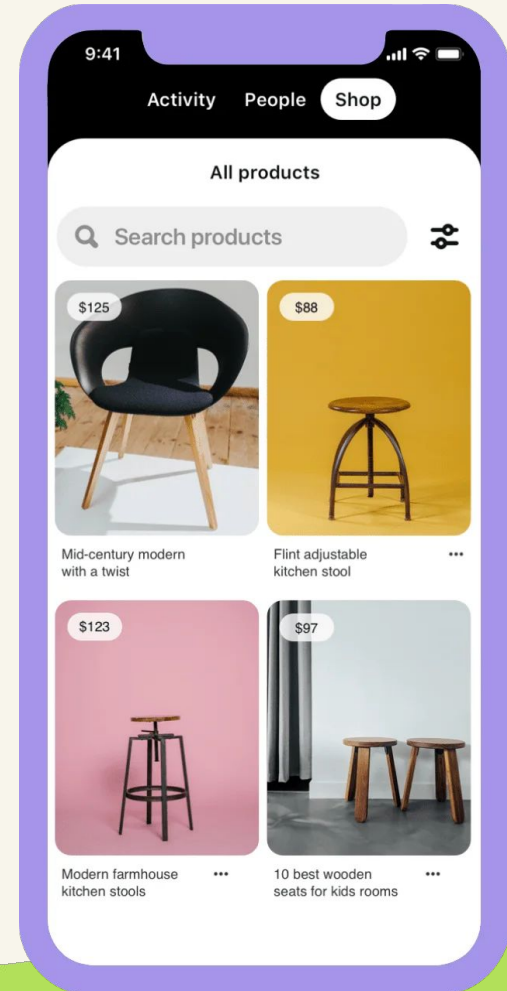 9:41
Activity People Shop
All products
Search products
$125
$88
Mid-century modern
with a twist
Flint adjustable
kitchen stool
$123
$97
Modern farmhouse
kitchen stools
10 best wooden
seats for kids rooms